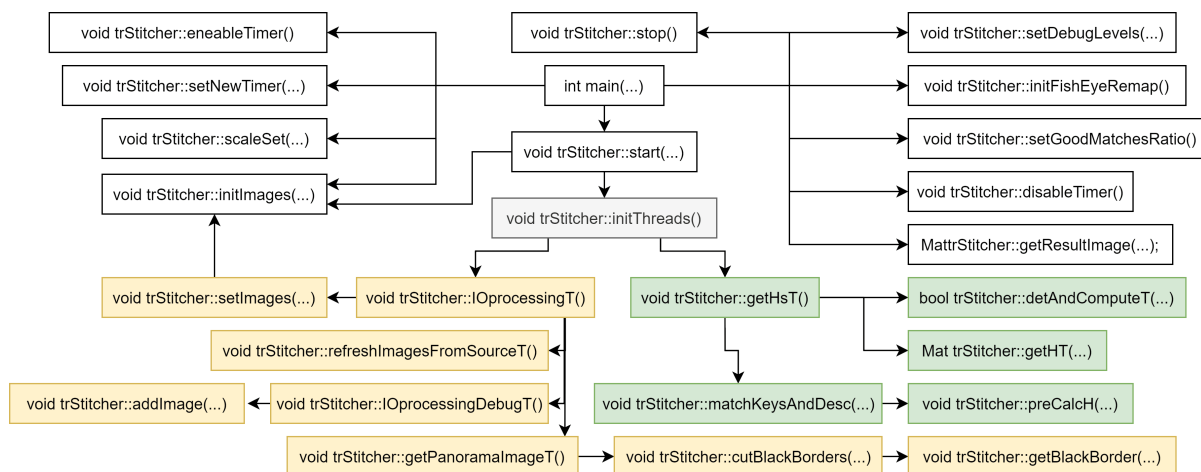 void trStitcher::eneableTimer()
void trStitcher::stop()
void trStitcher::setDebugLevels(...)
void trStitcher::setNewTimer(...)
int main(...)
void trStitcher::initFishEyeRemap()
void trStitcher::scaleSet(...)
void trStitcher::start(...)
void trStitcher::setGoodMatchesRatio()
void trStitcher::initImages(...)
void trStitcher::disableTimer()
void trStitcher::initThreads()
MattrStitcher::getResultImage(...);
void trStitcher::setImages(...)
void trStitcher::IOprocessingT()
void trStitcher::getHsT()
bool trStitcher::detAndComputeT(...)
void trStitcher::refreshImagesFromSourceT()
Mat trStitcher::getHT(...)
void trStitcher::addImage(...)
void trStitcher::IOprocessingDebugT()
void trStitcher::matchKeysAndDesc(...)
void trStitcher::preCalcH(...)
void trStitcher::getPanoramaImageT()
void trStitcher::cutBlackBorders(...)
void trStitcher::getBlackBorder(...)